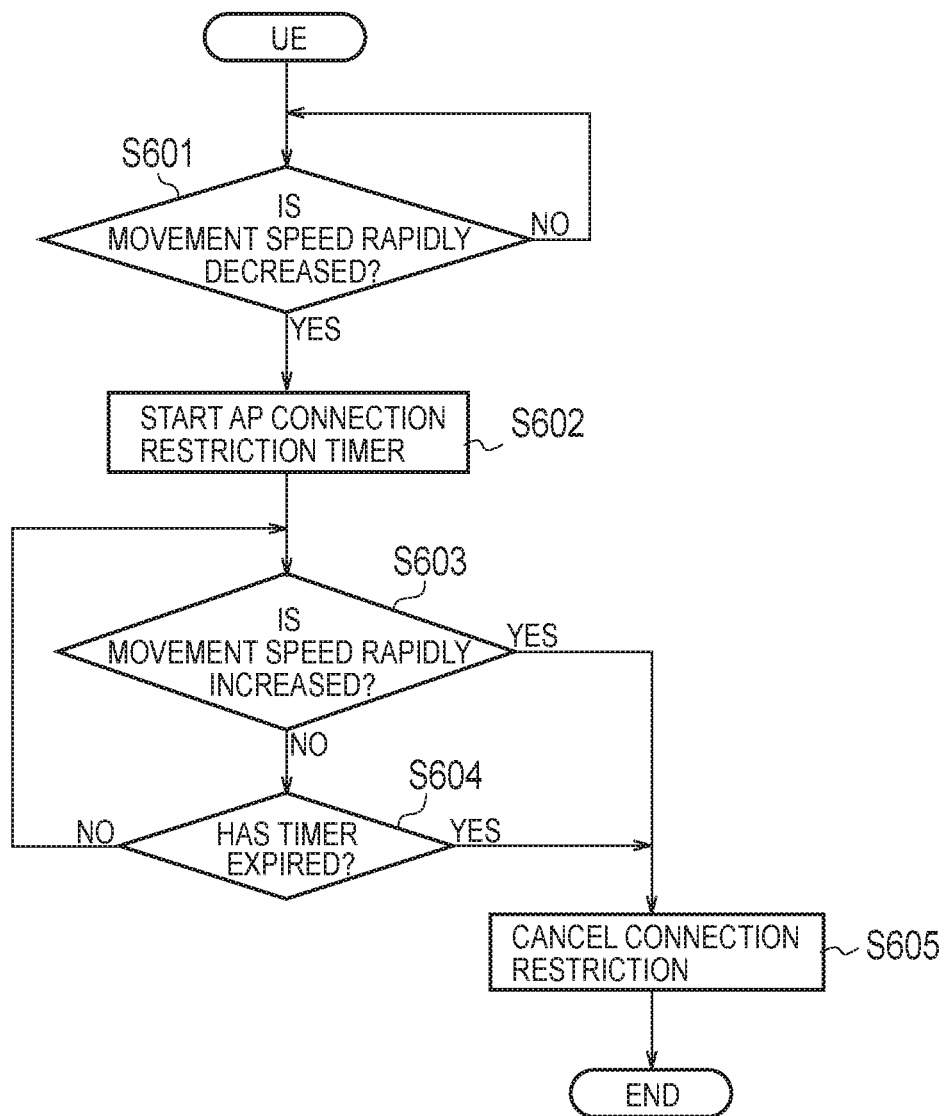 UE
S601
IS
MOVEMENT SPEED RAPIDLY
DECREASED?
NO
YES
START AP CONNECTION
RESTRICTION TIMER
S602
S603
IS
MOVEMENT SPEED RAPIDLY
INCREASED?
YES
NO
S604
NO
HAS TIMER
EXPIRED?
YES
CANCEL CONNECTION
RESTRICTION
S605
END